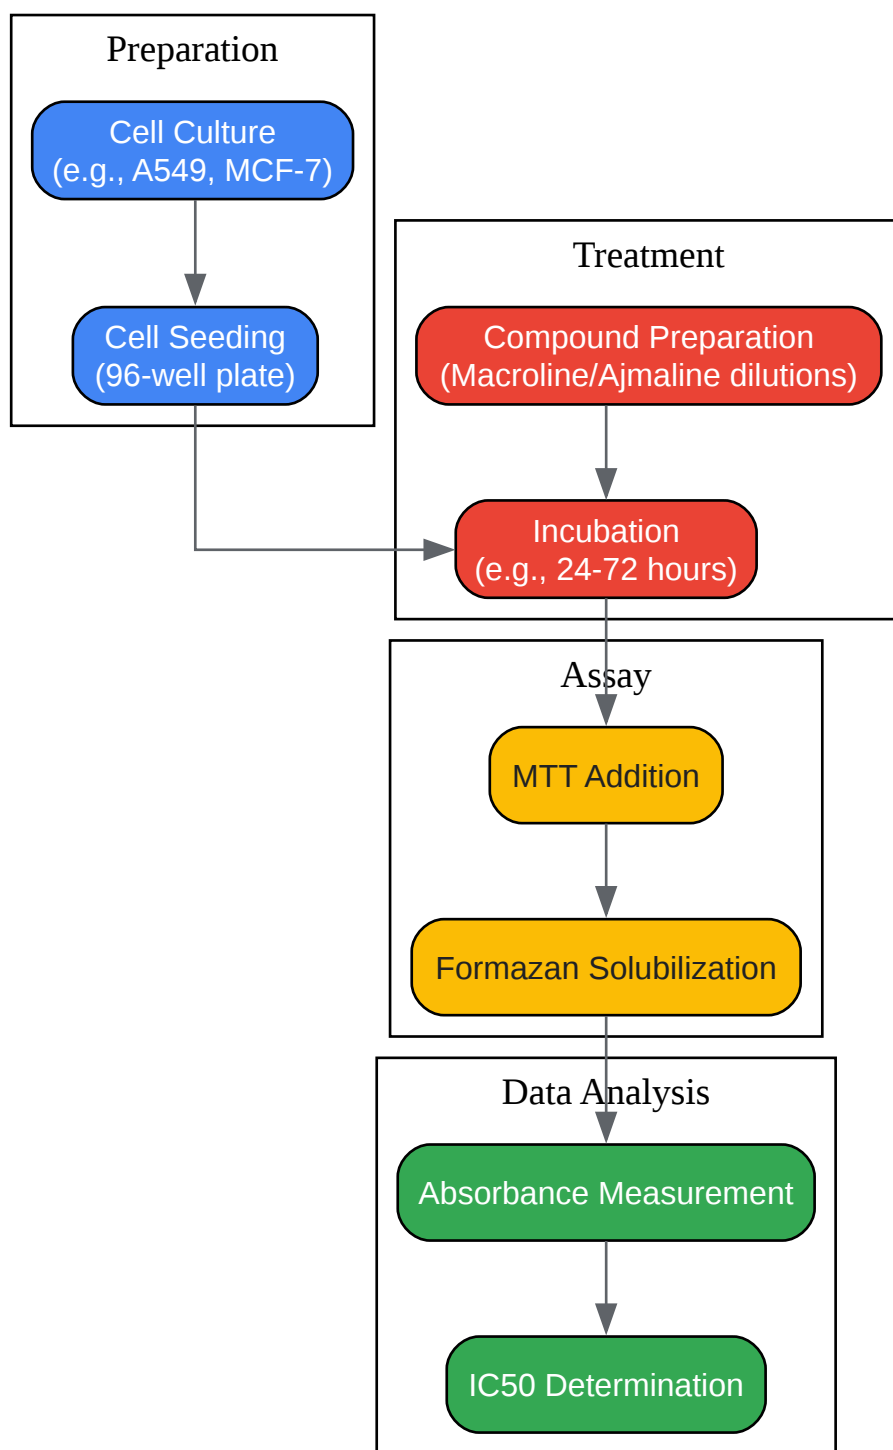 Preparation
Cell Culture
(e.g., A549, MCF-7)
Cell Seeding
(96-well plate)
Treatment
Compound Preparation
(Macroline/Ajmaline dilutions)
Incubation
(e.g., 24-72 hours)
Assay
MTT Addition
Formazan Solubilization
Data Analysis
Absorbance Measurement
IC50 Determination